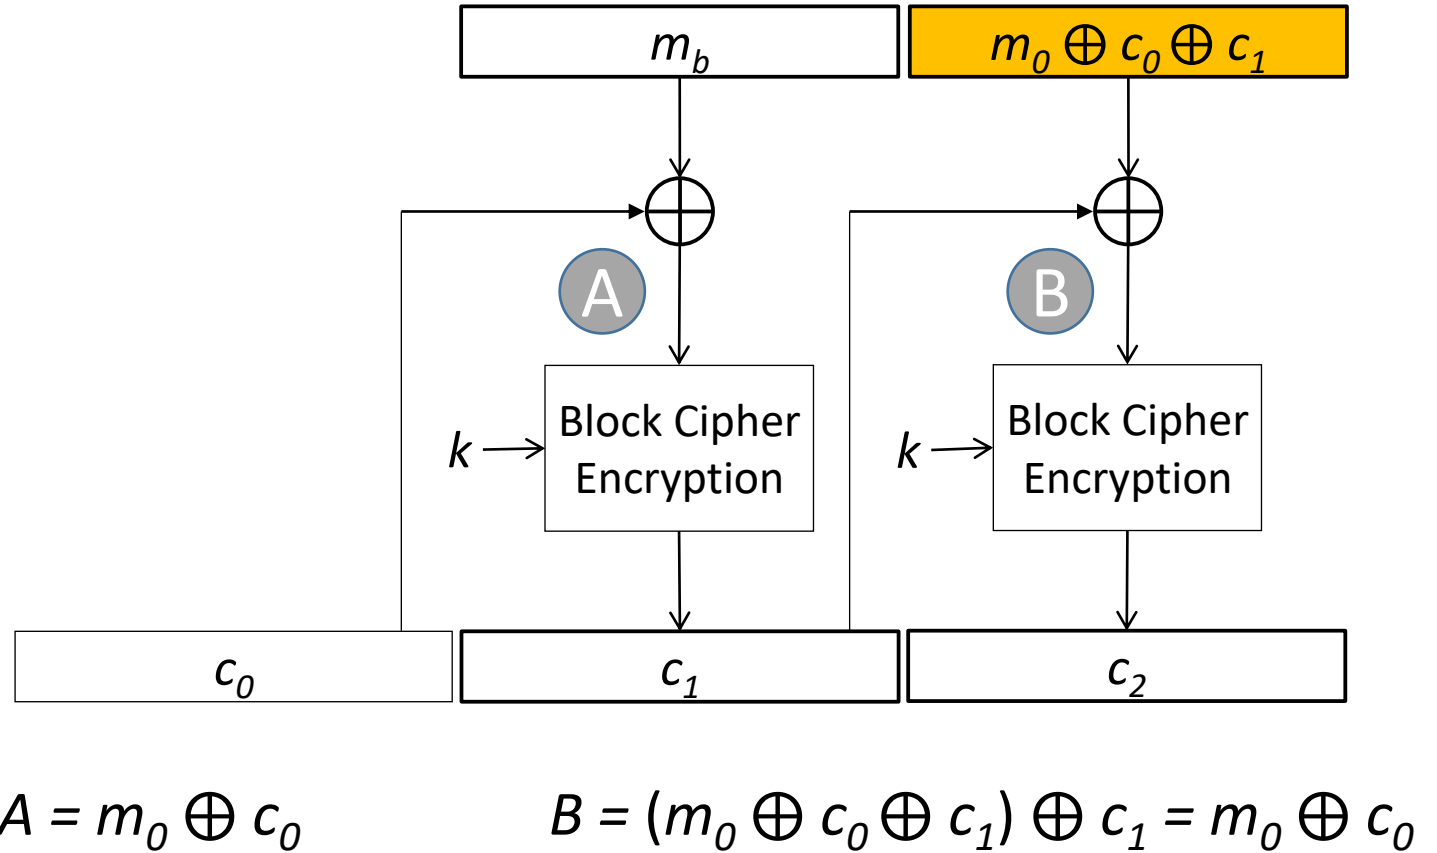 m_b
m_0 ⊕ c_0 ⊕ c_1
A
B
k
Block Cipher
Encryption
k
Block Cipher
Encryption
c_0
c_1
c_2
A = m_0 ⊕ c_0
B = (m_0 ⊕ c_0 ⊕ c_1) ⊕ c_1 = m_0 ⊕ c_0